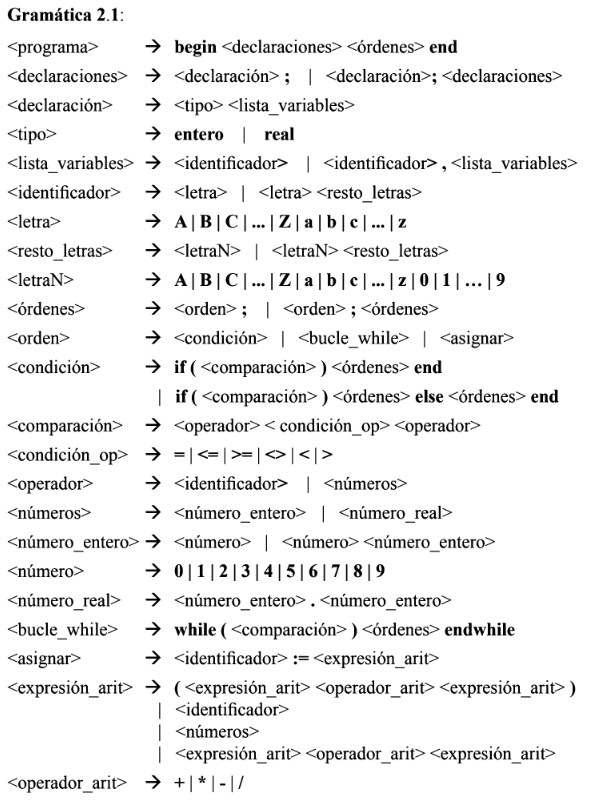 Gramática 2.1:
<programa> → begin <declaraciones> <órdenes> end
<declaraciones> → <declaración> ; | <declaración>; <declaraciones>
<declaración> → <tipo> <lista_variables>
<tipo> → entero | real
<lista_variables> → <identificador> | <identificador> , <lista_variables>
<identificador> → <letra> | <letra> <resto_letras>
<letra> → A | B | C | ... | Z | a | b | c | ... | z
<resto_letras> → <letraN> | <letraN> <resto_letras>
<letraN> → A | B | C | ... | Z | a | b | c | ... | z | 0 | 1 | … | 9
<órdenes> → <orden> ; | <orden> ; <órdenes>
<orden> → <condición> | <bucle_while> | <asignar>
<condición> → if ( <comparación> ) <órdenes> end
| if ( <comparación> ) <órdenes> else <órdenes> end
<comparación> → <operador> < condición_op> <operador>
<condición_op> → = | <= | >= | <> | < | >
<operador> → <identificador> | <números>
<números> → <número_entero> | <número_real>
<número_entero> → <número> | <número> <número_entero>
<número> → 0 | 1 | 2 | 3 | 4 | 5 | 6 | 7 | 8 | 9
<número_real> → <número_entero> . <número_entero>
<bucle_while> → while ( <comparación> ) <órdenes> endwhile
<asignar> → <identificador> := <expresión_arit>
<expresión_arit> → ( <expresión_arit> <operador_arit> <expresión_arit> )
| <identificador>
| <números>
| <expresión_arit> <operador_arit> <expresión_arit>
<operador_arit> → + | * | - | /